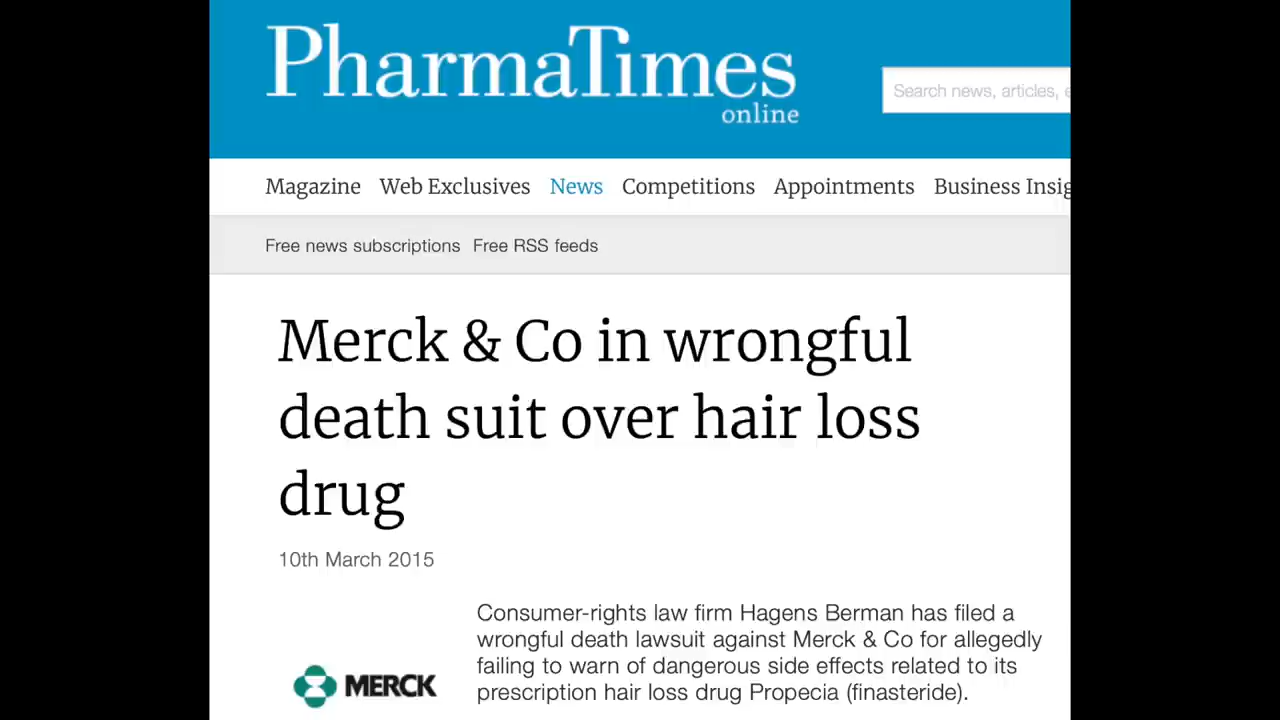 PharmaTimes
online
Search news, articles,
Magazine Web Exclusives News Competitions Appointments Business Insig
Free news subscriptions Free RSS feeds
Merck & Co in wrongful
death suit over hair loss
drug
10th March 2015
Consumer-rights law firm Hagens Berman has filed a
wrongful death lawsuit against Merck & Co for allegedly
failing to warn of dangerous side effects related to its
prescription hair loss drug Propecia (finasteride).
MERCK